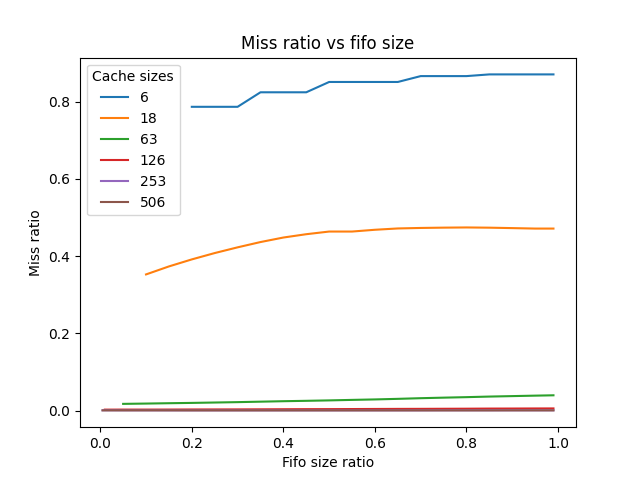 Miss ratio vs fifo size
Cache sizes
6
18
63
126
253
506
Miss ratio
0.8
0.6
0.4
0.2
0.0
0.0 0.2 0.4 0.6 0.8 1.0
Fifo size ratio